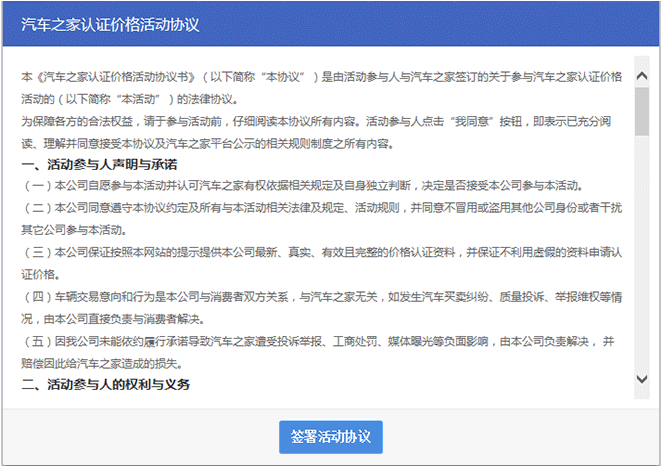 汽车之家认证价格活动协议
本《汽车之家认证价格活动协议书》（以下简称“本协议”）是由活动参与人与汽车之家签订的关于参与汽车之家认证价格
活动的（以下简称“本活动”）的法律协议。
为保障各方的合法权益，请于参与活动前，仔细阅读本协议所有内容。活动参与人点击“我同意”按钮，即表示已充分阅
读、理解并同意接受本协议及汽车之家平台公示的相关规则制度之所有内容。
一、活动参与人声明与承诺
（一）本公司自愿参与本活动并认可汽车之家有权依据相关规定及自身独立判断，决定是否接受本公司参与本活动。
（二）本公司同意遵守本协议约定及所有与本活动相关法律及规定、活动规则，并同意不冒用或盗用其他公司身份或者干扰
其它公司参与本活动。
（三）本公司保证按照本网站的提示提供本公司最新、真实、有效且完整的价格认证资料，并保证不利用虚假的资料申请认
证价格。
（四）车辆交易意向和行为是本公司与消费者双方关系，与汽车之家无关，如发生汽车买卖纠纷、质量投诉、举报维权等情
况，由本公司直接负责与消费者解决。
（五）因我公司未能依约履行承诺导致汽车之家遭受投诉举报、工商处罚、媒体曝光等负面影响，由本公司负责解决， 并
赔偿因此给汽车之家造成的损失。
二、活动参与人的权利与义务
签署活动协议